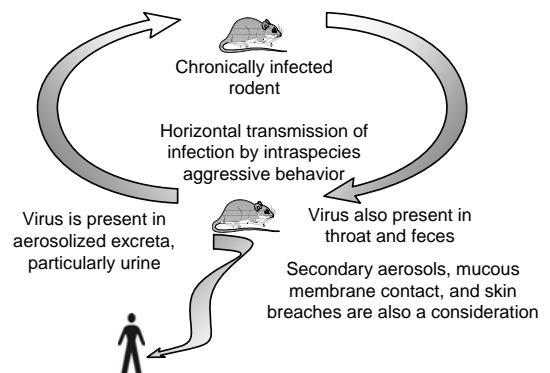 Chronically infected
rodent
Horizontal transmission of
infection by intraspecies
aggressive behavior
Virus is present in
aerosolized excreta,
particularly urine
Virus also present in
throat and feces
Secondary aerosols, mucous
membrane contact, and skin
breaches are also a consideration